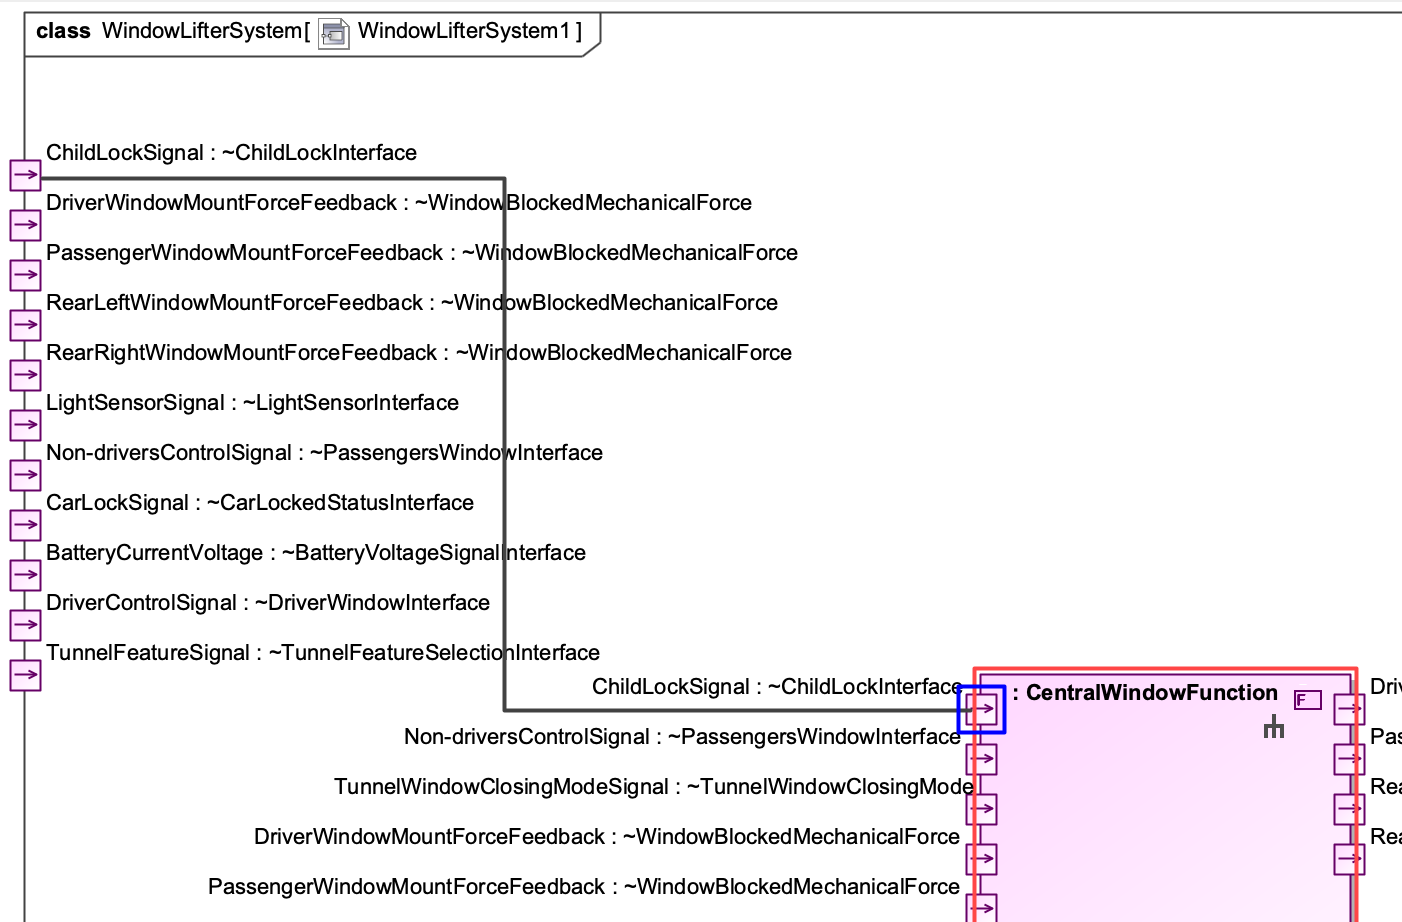 class WindowLifterSystem[ WindowLifterSystem1 ]
ChildLockSignal : ~ChildLockInterface
DriverWindowMountForceFeedback : ~WindowBlockedMechanicalForce
PassengerWindowMountForceFeedback : ~WindowBlockedMechanicalForce
RearLeftWindowMountForceFeedback : ~WindowBlockedMechanicalForce
RearRightWindowMountForceFeedback : ~WindowBlockedMechanicalForce
LightSensorSignal : ~LightSensorInterface
Non-driversControlSignal : ~PassengersWindowInterface
CarLockSignal : ~CarLockedStatusInterface
BatteryCurrentVoltage : ~BatteryVoltageSignalInterface
DriverControlSignal : ~DriverWindowInterface
TunnelFeatureSignal : ~TunnelFeatureSelectionInterface
ChildLockSignal : ~ChildLockInterface
: CentralWindowFunction F
Dri
Non-driversControlSignal : ~PassengersWindowInterface
Pas
TunnelWindowClosingModeSignal : ~TunnelWindowClosingMode
Rea
DriverWindowMountForceFeedback : ~WindowBlockedMechanicalForce
Rea
PassengerWindowMountForceFeedback : ~WindowBlockedMechanicalForce